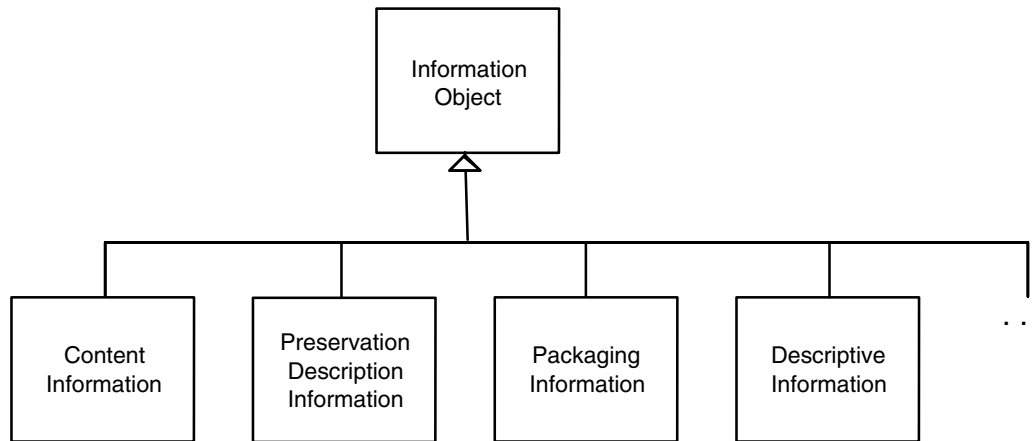 Information
Object
Content
Information
Preservation
Description
Information
Packaging
Information
Descriptive
Information
. .